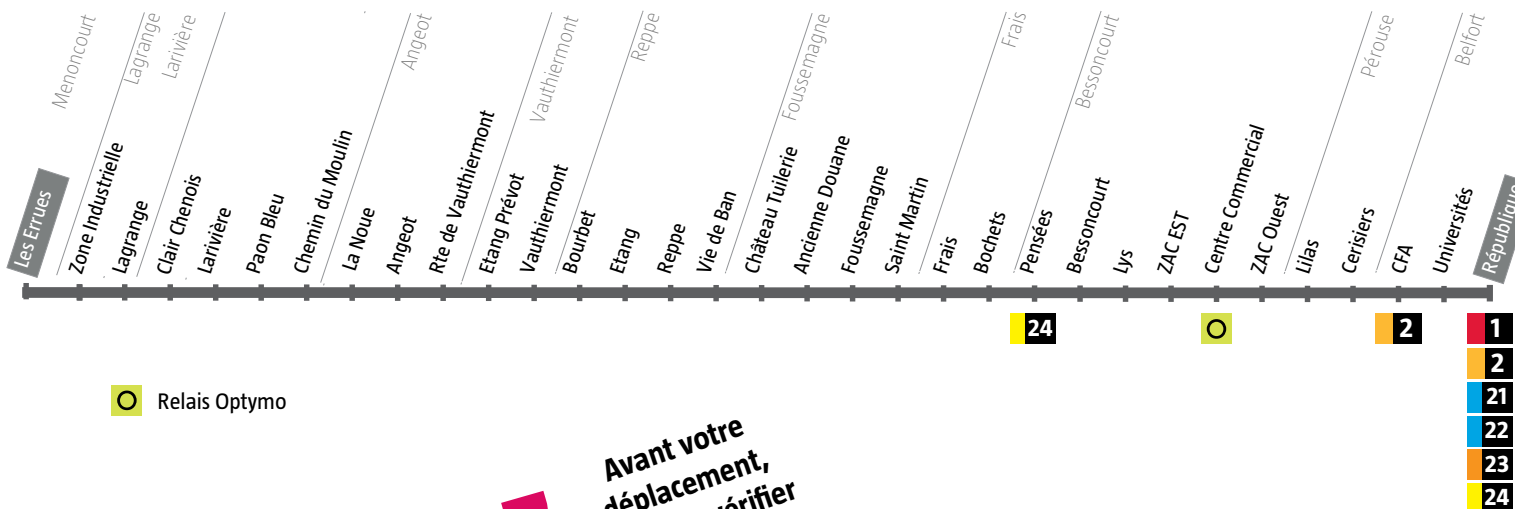 Menoncourt
Lagrange
Larivière
Angeot
Vauthiermont
Reppe
Foussemagne
Frais
Bessoncourt
Pérouse
Belfort
Les Errues
Zone Industrielle
Lagrange
Clair Chenois
Larivière
Paon Bleu
Chemin du Moulin
La Noue
Angeot
Rte de Vauthiermont
Etang Prévot
Vauthiermont
Bourbet
Etang
Reppe
Vie de Ban
Château Tuilerie
Ancienne Douane
Foussemagne
Saint Martin
Frais
Bochets
Pensées
Bessoncourt
Lys
ZAC EST
Centre Commercial
ZAC Ouest
Lilas
Cerisiers
CFA
Universités
République
24
2
1
2
21
22
23
24
Relais Optymo
Avant votre
déplacement,
vérifier